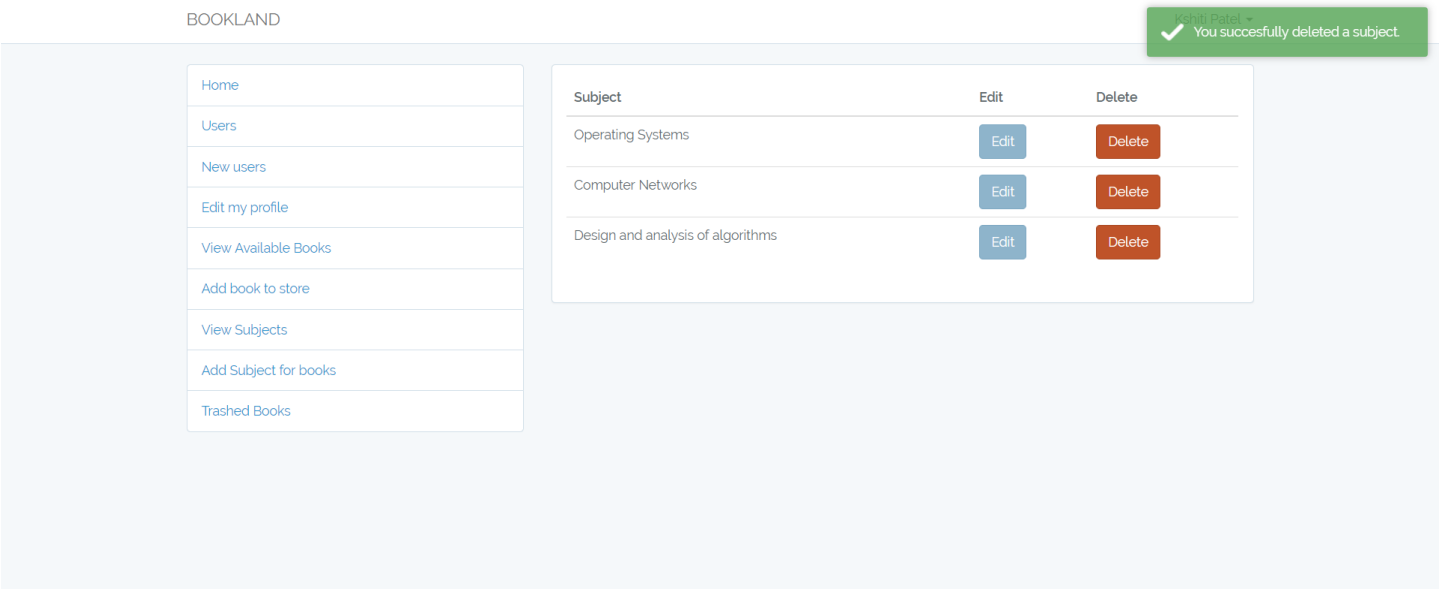 BOOKLAND
Kshiti Patel
You succesfully deleted a subject.
Home
Users
New users
Edit my profile
View Available Books
Add book to store
View Subjects
Add Subject for books
Trashed Books
Subject Edit Delete
Operating Systems Edit Delete
Computer Networks Edit Delete
Design and analysis of algorithms Edit Delete